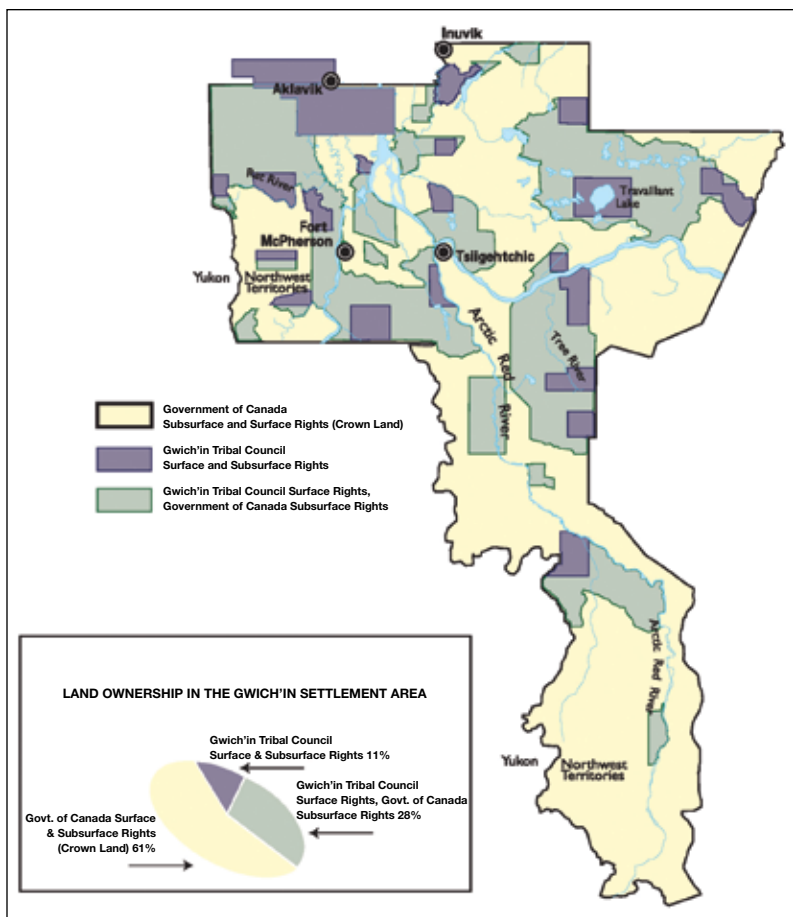 Inuvik
Aklavik
Rat River
Travaillant
Lake
Fort
McPherson
Tsiigehtchic
Yukon
Northwest
Territories
Arctic Red River
Tree River
Government of Canada
Subsurface and Surface Rights (Crown Land)
Gwich'in Tribal Council
Surface and Subsurface Rights
Gwich'in Tribal Council Surface Rights,
Government of Canada Subsurface Rights
Arctic Red River
Yukon
Northwest
Territories
LAND OWNERSHIP IN THE GWICH'IN SETTLEMENT AREA
Gwich'in Tribal Council
Surface & Subsurface Rights 11%
Gwich'in Tribal Council
Surface Rights, Govt. of Canada
Subsurface Rights 28%
Govt. of Canada Surface
& Subsurface Rights
(Crown Land) 61%